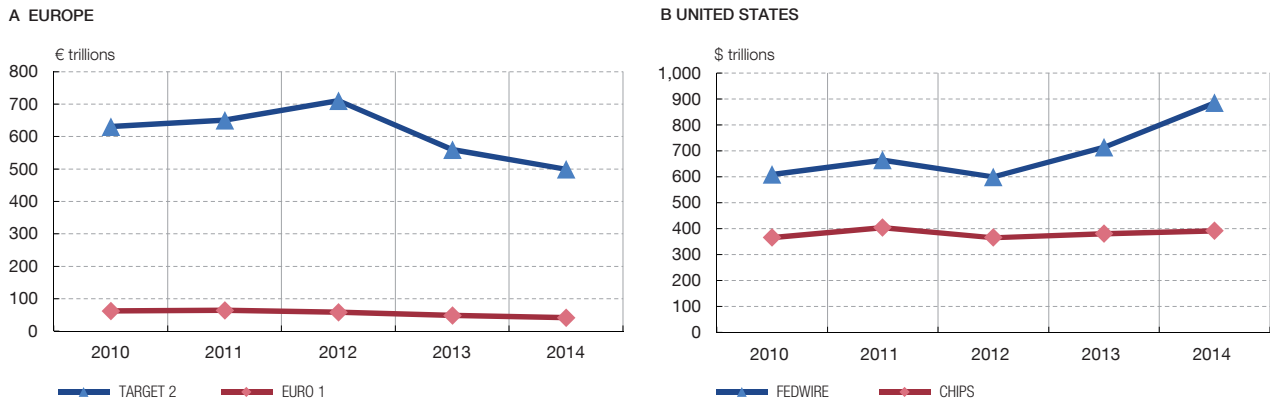 A EUROPE
€ trillions
800
700
600
500
400
300
200
100
0
2010 2011 2012 2013 2014
TARGET 2 EURO 1
B UNITED STATES
$ trillions
1,000
900
800
700
600
500
400
300
200
100
0
2010 2011 2012 2013 2014
FEDWIRE CHIPS